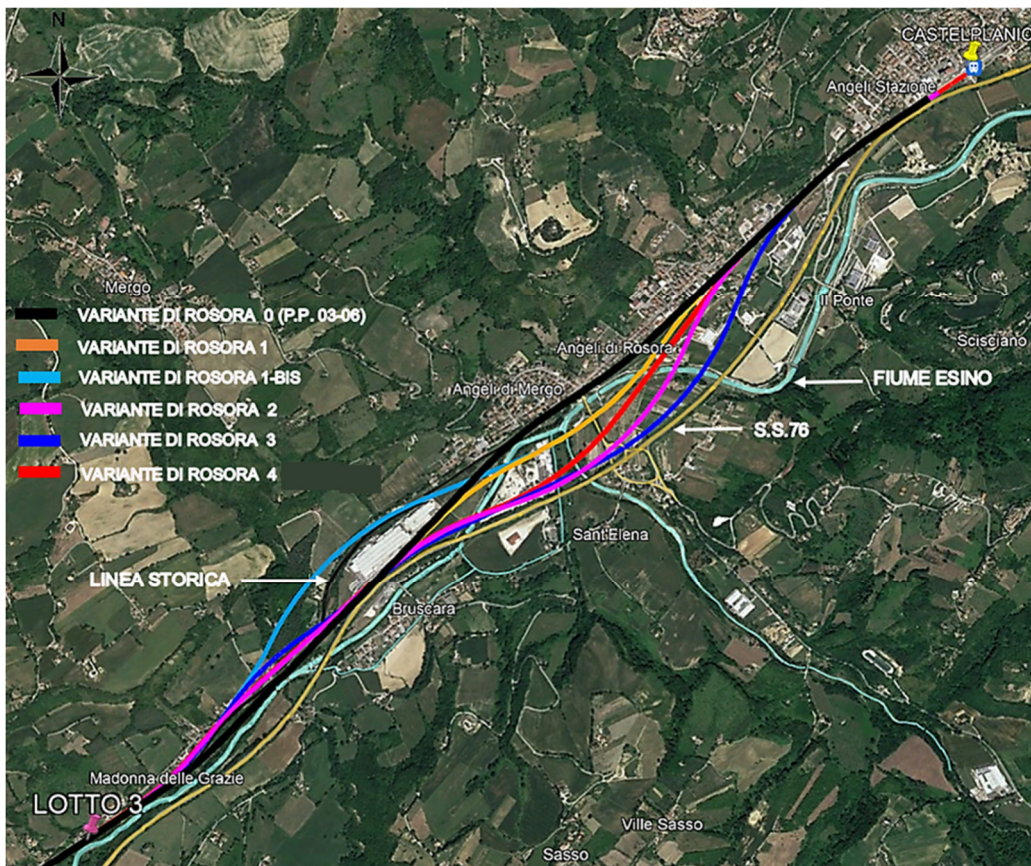 N
CASTELPLANIO
Angeli Stazione
Mergo
Il Ponte
Scisciano
VARIANTE DI ROSORA 0 (P.P. 03-06)
VARIANTE DI ROSORA 1
VARIANTE DI ROSORA 1-BIS
VARIANTE DI ROSORA 2
VARIANTE DI ROSORA 3
VARIANTE DI ROSORA 4
Angeli di Rosora
Angeli di Mergo
FIUME ESINO
S.S.76
Sant'Elena
LINEA STORICA
Bruscara
Madonna delle Grazie
LOTTO 3
Ville Sasso
Sasso